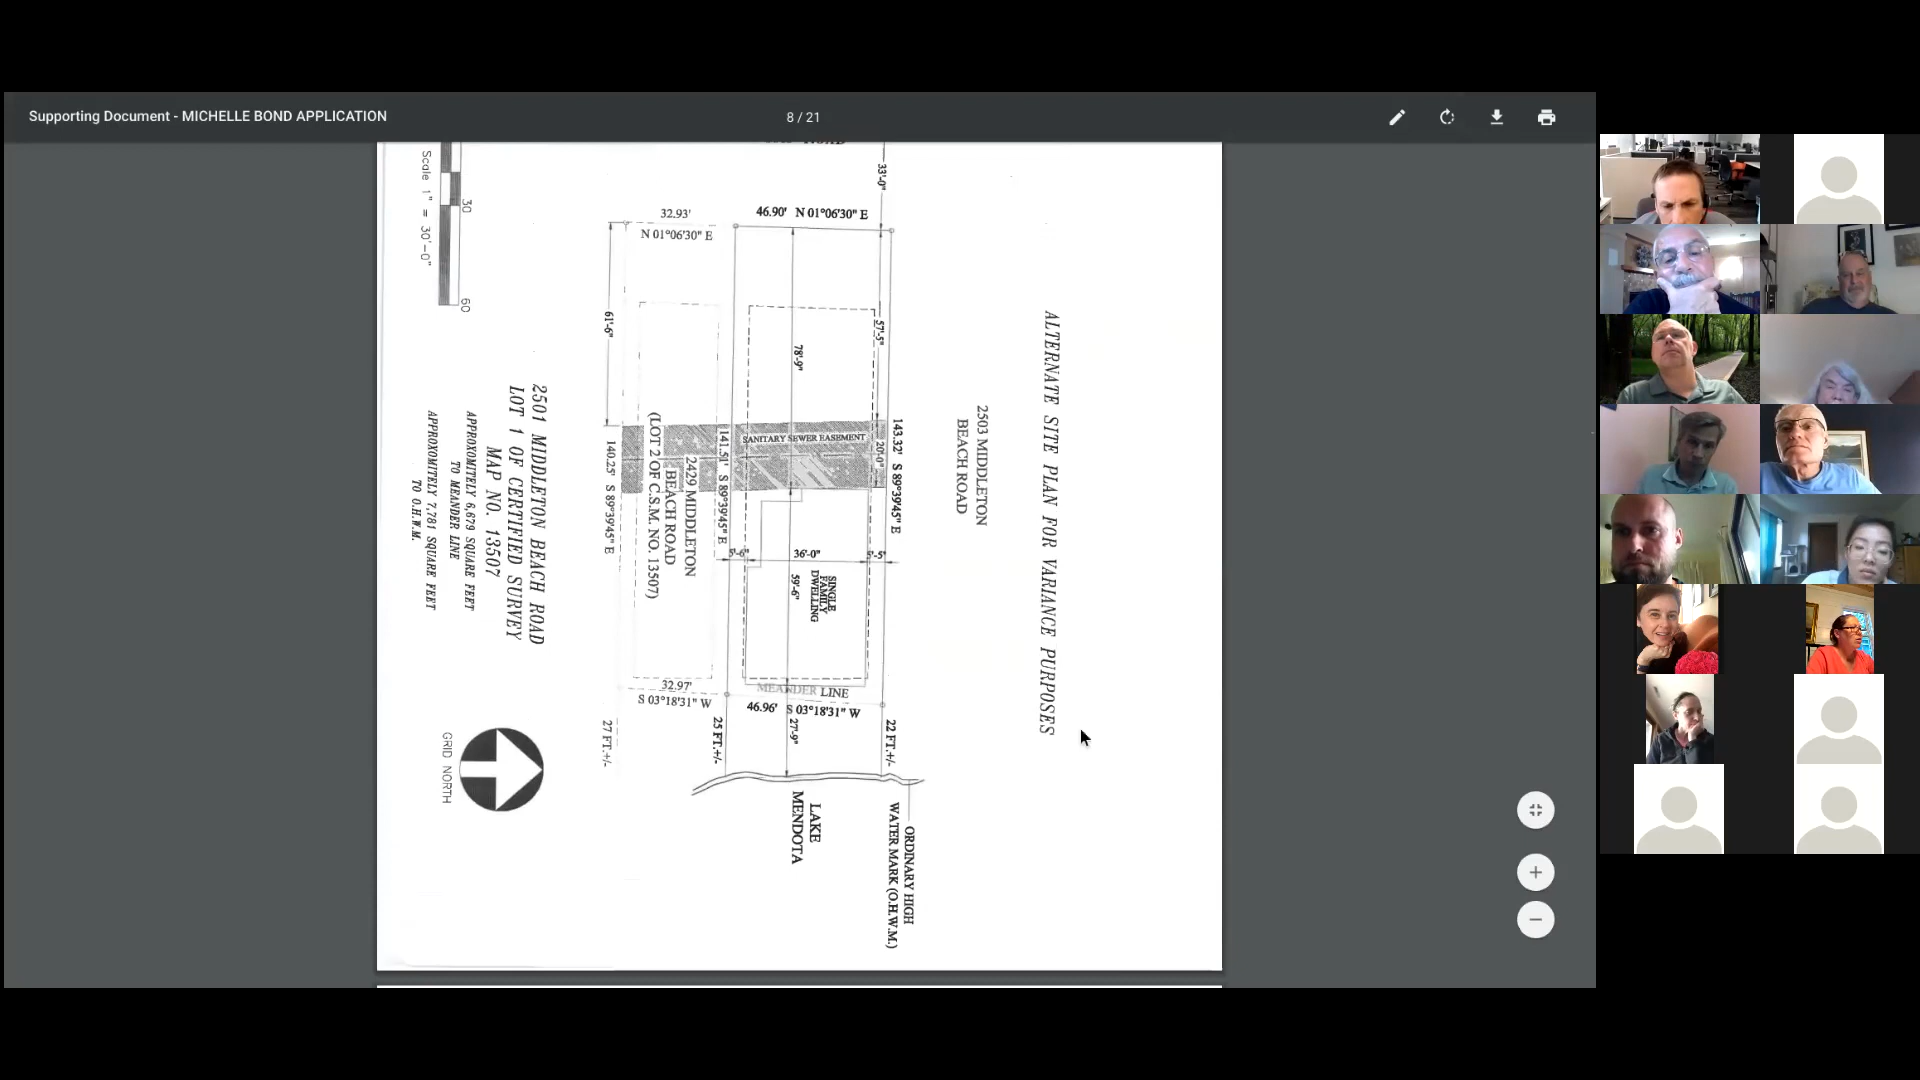 Supporting Document - MICHELLE BOND APPLICATION
8 / 21
33'-0"
32.93'
N 01°06'30" E
46.90' N 01°06'30" E
Scale 1" = 30'-0"
30
60
61'-6"
57'-5"
78'-9"
SANITARY SEWER EASEMENT
20'-0"
143.32' S 89°39'45" E
141.51' S 89°39'45" E
140.25' S 89°39'45" E
2503 MIDDLETON
BEACH ROAD
ALTERNATE SITE PLAN FOR VARIANCE PURPOSES
2429 MIDDLETON
BEACH ROAD
(LOT 2 OF C.S.M. NO. 13507)
2501 MIDDLETON BEACH ROAD
LOT 1 OF CERTIFIED SURVEY
MAP NO. 13507
APPROXOMITELY 6,679 SQUARE FEET
TO MEANDER LINE
APPROXOMITELY 7,781 SQUARE FEET
TO O.H.W.M.
5'-6"
36'-0"
5'-5"
SINGLE
FAMILY
DWELLING
59'-6"
MEANDER LINE
32.97'
S 03°18'31" W
46.96' S 03°18'31" W
27 FT.+/-
25 FT.+/-
27'-9"
22 FT.+/-
LAKE
MENDOTA
ORDINARY HIGH
WATER MARK (O.H.W.M.)
GRID NORTH